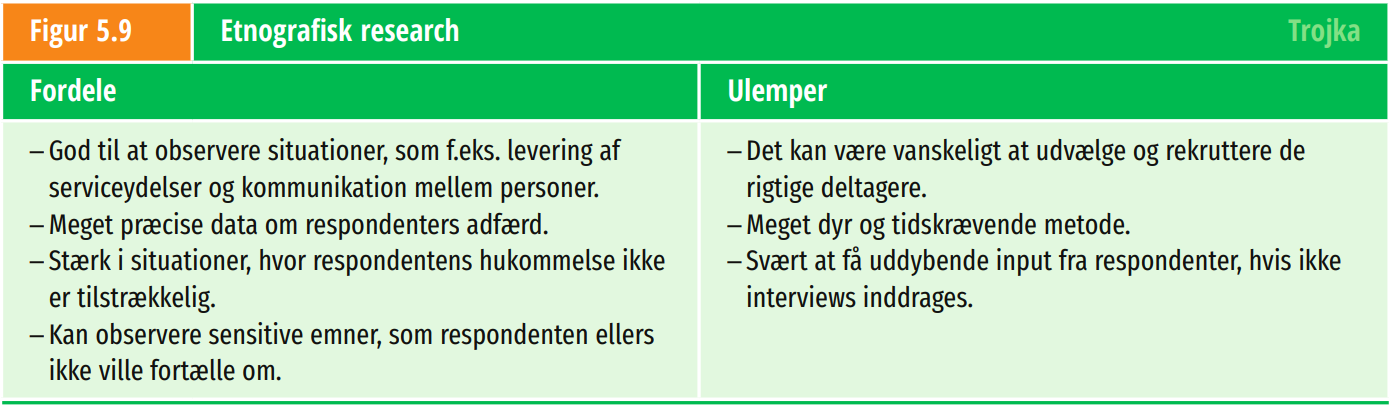 Figur 5.9
Etnografisk research
Trojka
Fordele
– God til at observere situationer, som f.eks. levering af
serviceydelser og kommunikation mellem personer.
– Meget præcise data om respondenters adfærd.
– Stærk i situationer, hvor respondentens hukommelse ikke
er tilstrækkelig.
– Kan observere sensitive emner, som respondenten ellers
ikke ville fortælle om.
Ulemper
– Det kan være vanskeligt at udvælge og rekruttere de
rigtige deltagere.
– Meget dyr og tidskrævende metode.
– Svært at få uddybende input fra respondenter, hvis ikke
interviews inddrages.